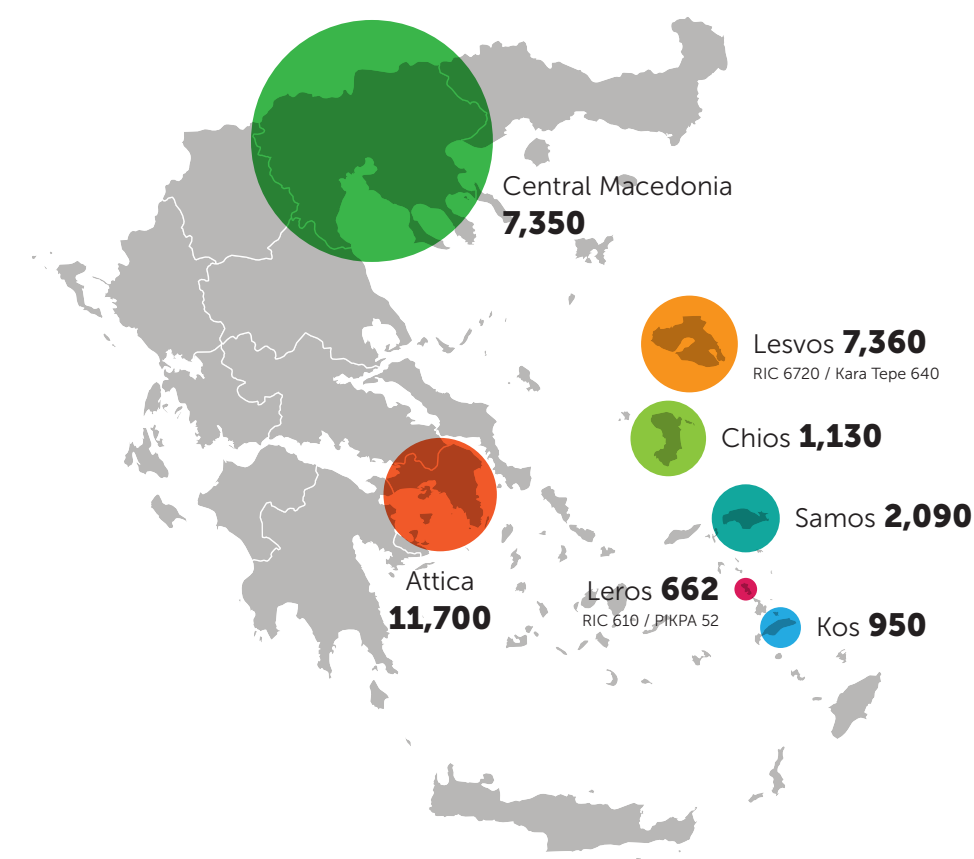 Central Macedonia
7,350
Lesvos 7,360
RIC 6720 / Kara Tepe 640
Chios 1,130
Samos 2,090
Attica
11,700
Leros 662
RIC 610 / PIKPA 52
Kos 950